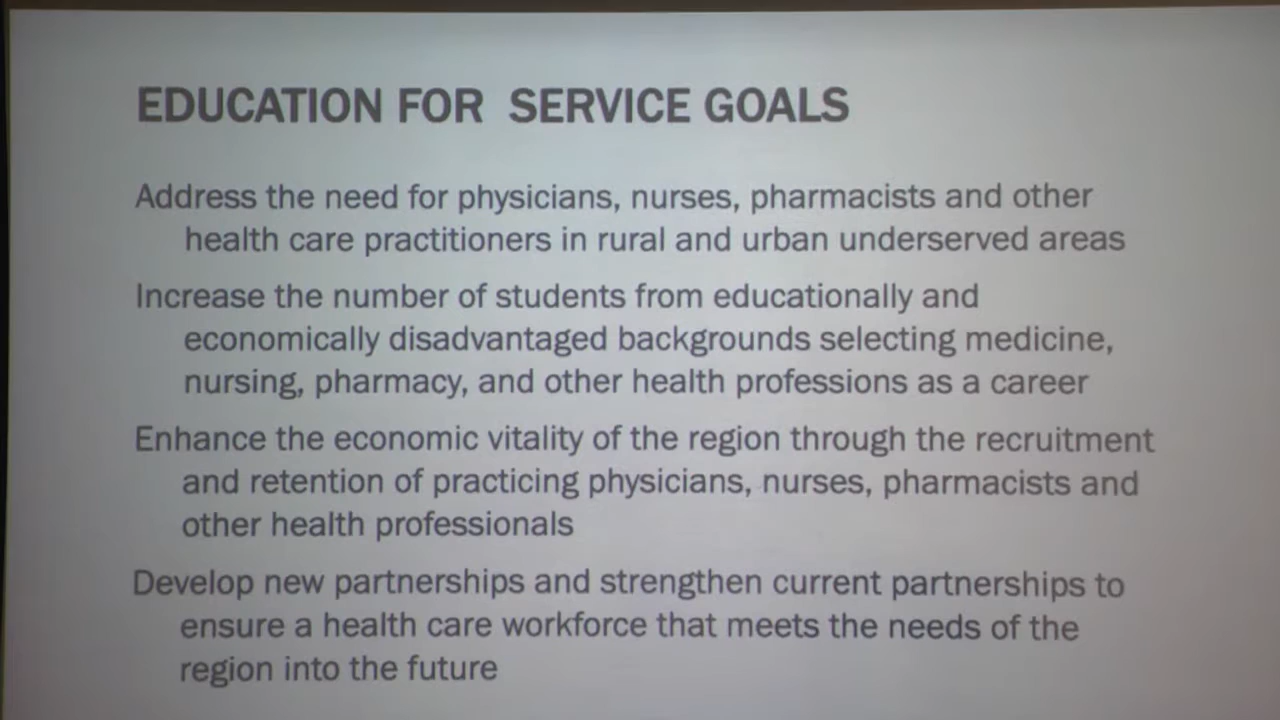 EDUCATION FOR SERVICE GOALS
Address the need for physicians, nurses, pharmacists and other
health care practitioners in rural and urban underserved areas
Increase the number of students from educationally and
economically disadvantaged backgrounds selecting medicine,
nursing, pharmacy, and other health professions as a career
Enhance the economic vitality of the region through the recruitment
and retention of practicing physicians, nurses, pharmacists and
other health professionals
Develop new partnerships and strengthen current partnerships to
ensure a health care workforce that meets the needs of the
region into the future